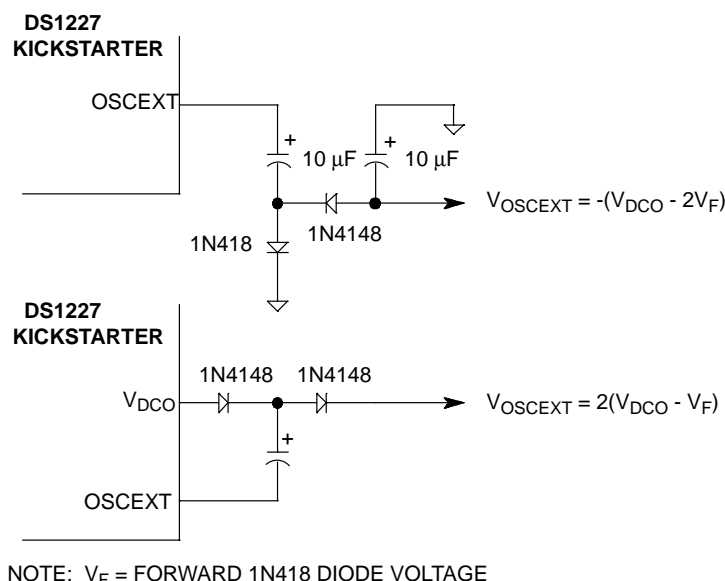 DS1227
KICKSTARTER
OSCEXT
+
+
10 μF
10 μF
VOSCEXT = -(VDCO - 2VF)
1N4148
1N418
DS1227
KICKSTARTER
1N4148 1N4148
VDCO
VOSCEXT = 2(VDCO - VF)
+
OSCEXT
NOTE: VF = FORWARD 1N418 DIODE VOLTAGE